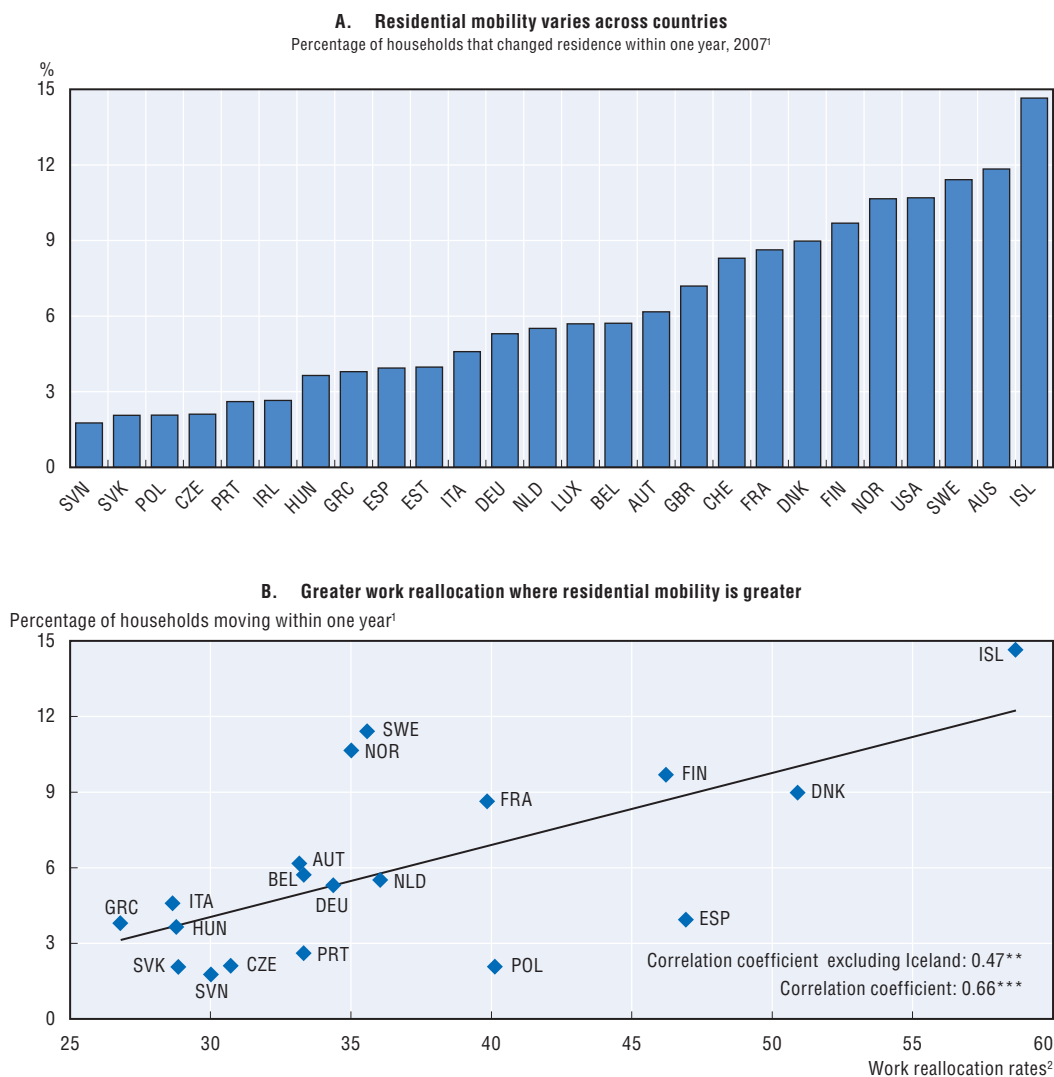 A. Residential mobility varies across countries
Percentage of households that changed residence within one year, 2007¹
%
15
12
9
6
3
0
SVN SVK POL CZE PRT IRL HUN GRC ESP EST ITA DEU NLD LUX BEL AUT GBR CHE FRA DNK FIN NOR USA SWE AUS ISL
B. Greater work reallocation where residential mobility is greater
Percentage of households moving within one year¹
15
ISL
12
SWE
NOR
FIN
9
DNK
FRA
AUT
6
BEL
NLD
DEU
ITA
GRC
HUN
ESP
3
PRT
SVK
CZE
POL
SVN
Correlation coefficient excluding Iceland: 0.47**
Correlation coefficient: 0.66***
0
25 30 35 40 45 50 55 60
Work reallocation rates²